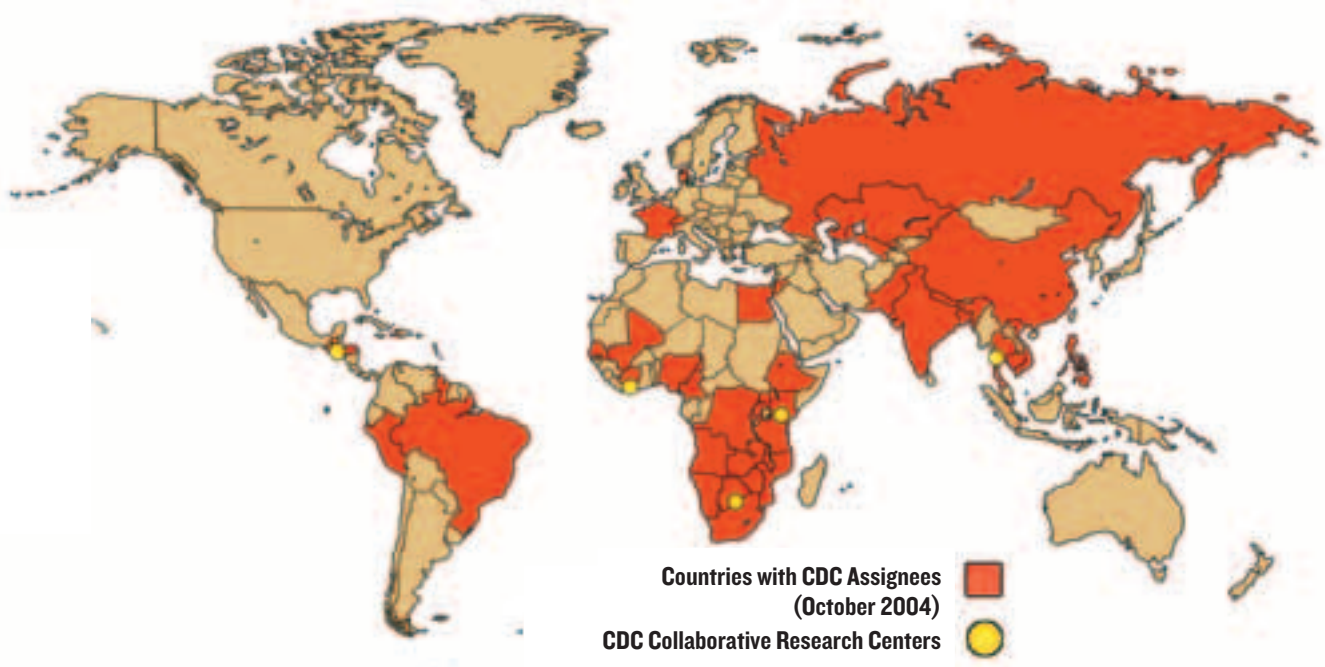 Countries with CDC Assignees
(October 2004)
CDC Collaborative Research Centers